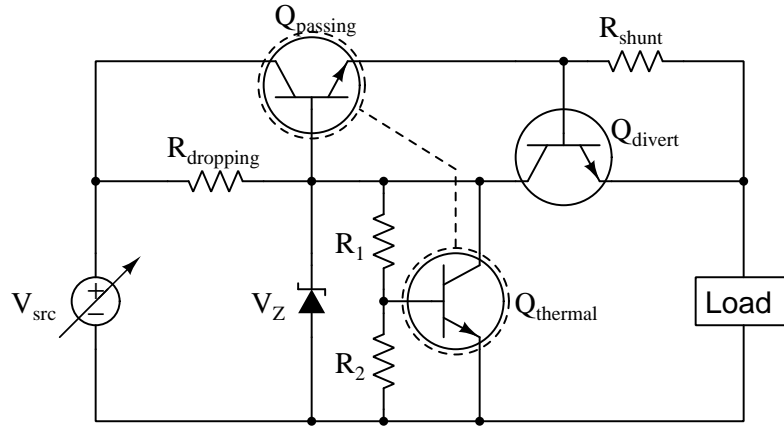 Q_passing
R_shunt
Q_divert
R_dropping
R_1
V_src
+
−
V_Z
Q_thermal
Load
R_2